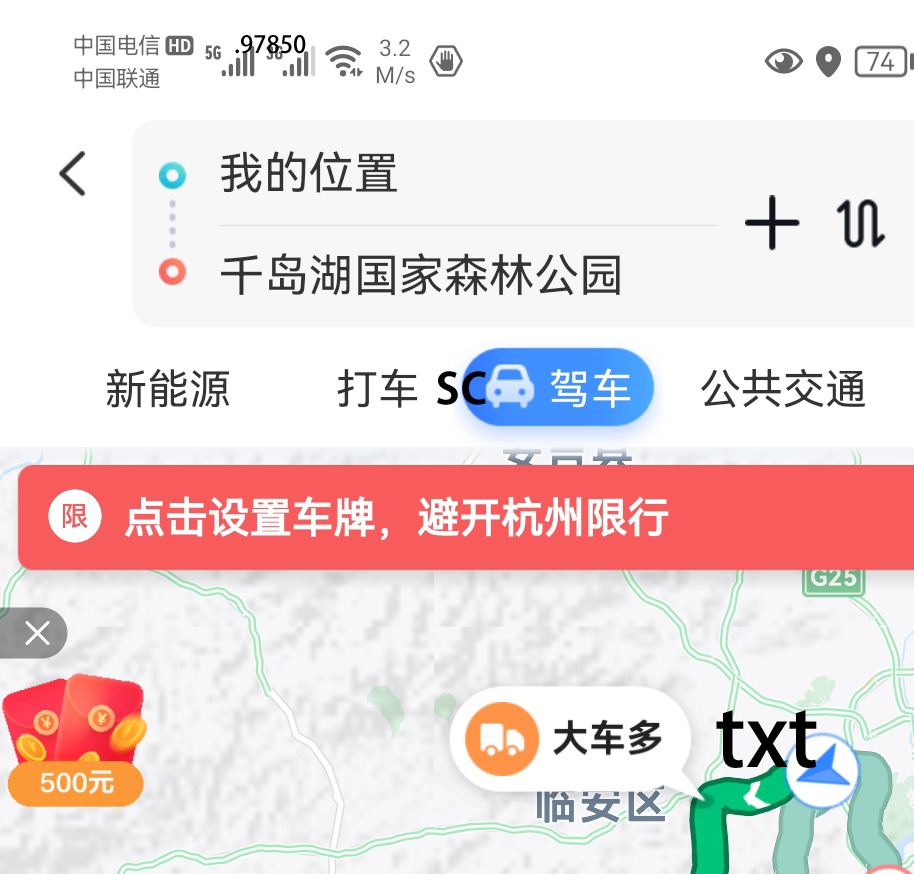 中国电信 HD 5G .97850 5G 3.2 74
中国联通 M/s
我的位置
千岛湖国家森林公园
新能源 打车 SC 驾车 公共交通
限 点击设置车牌，避开杭州限行
G25
500元
大车多 txt
临安区